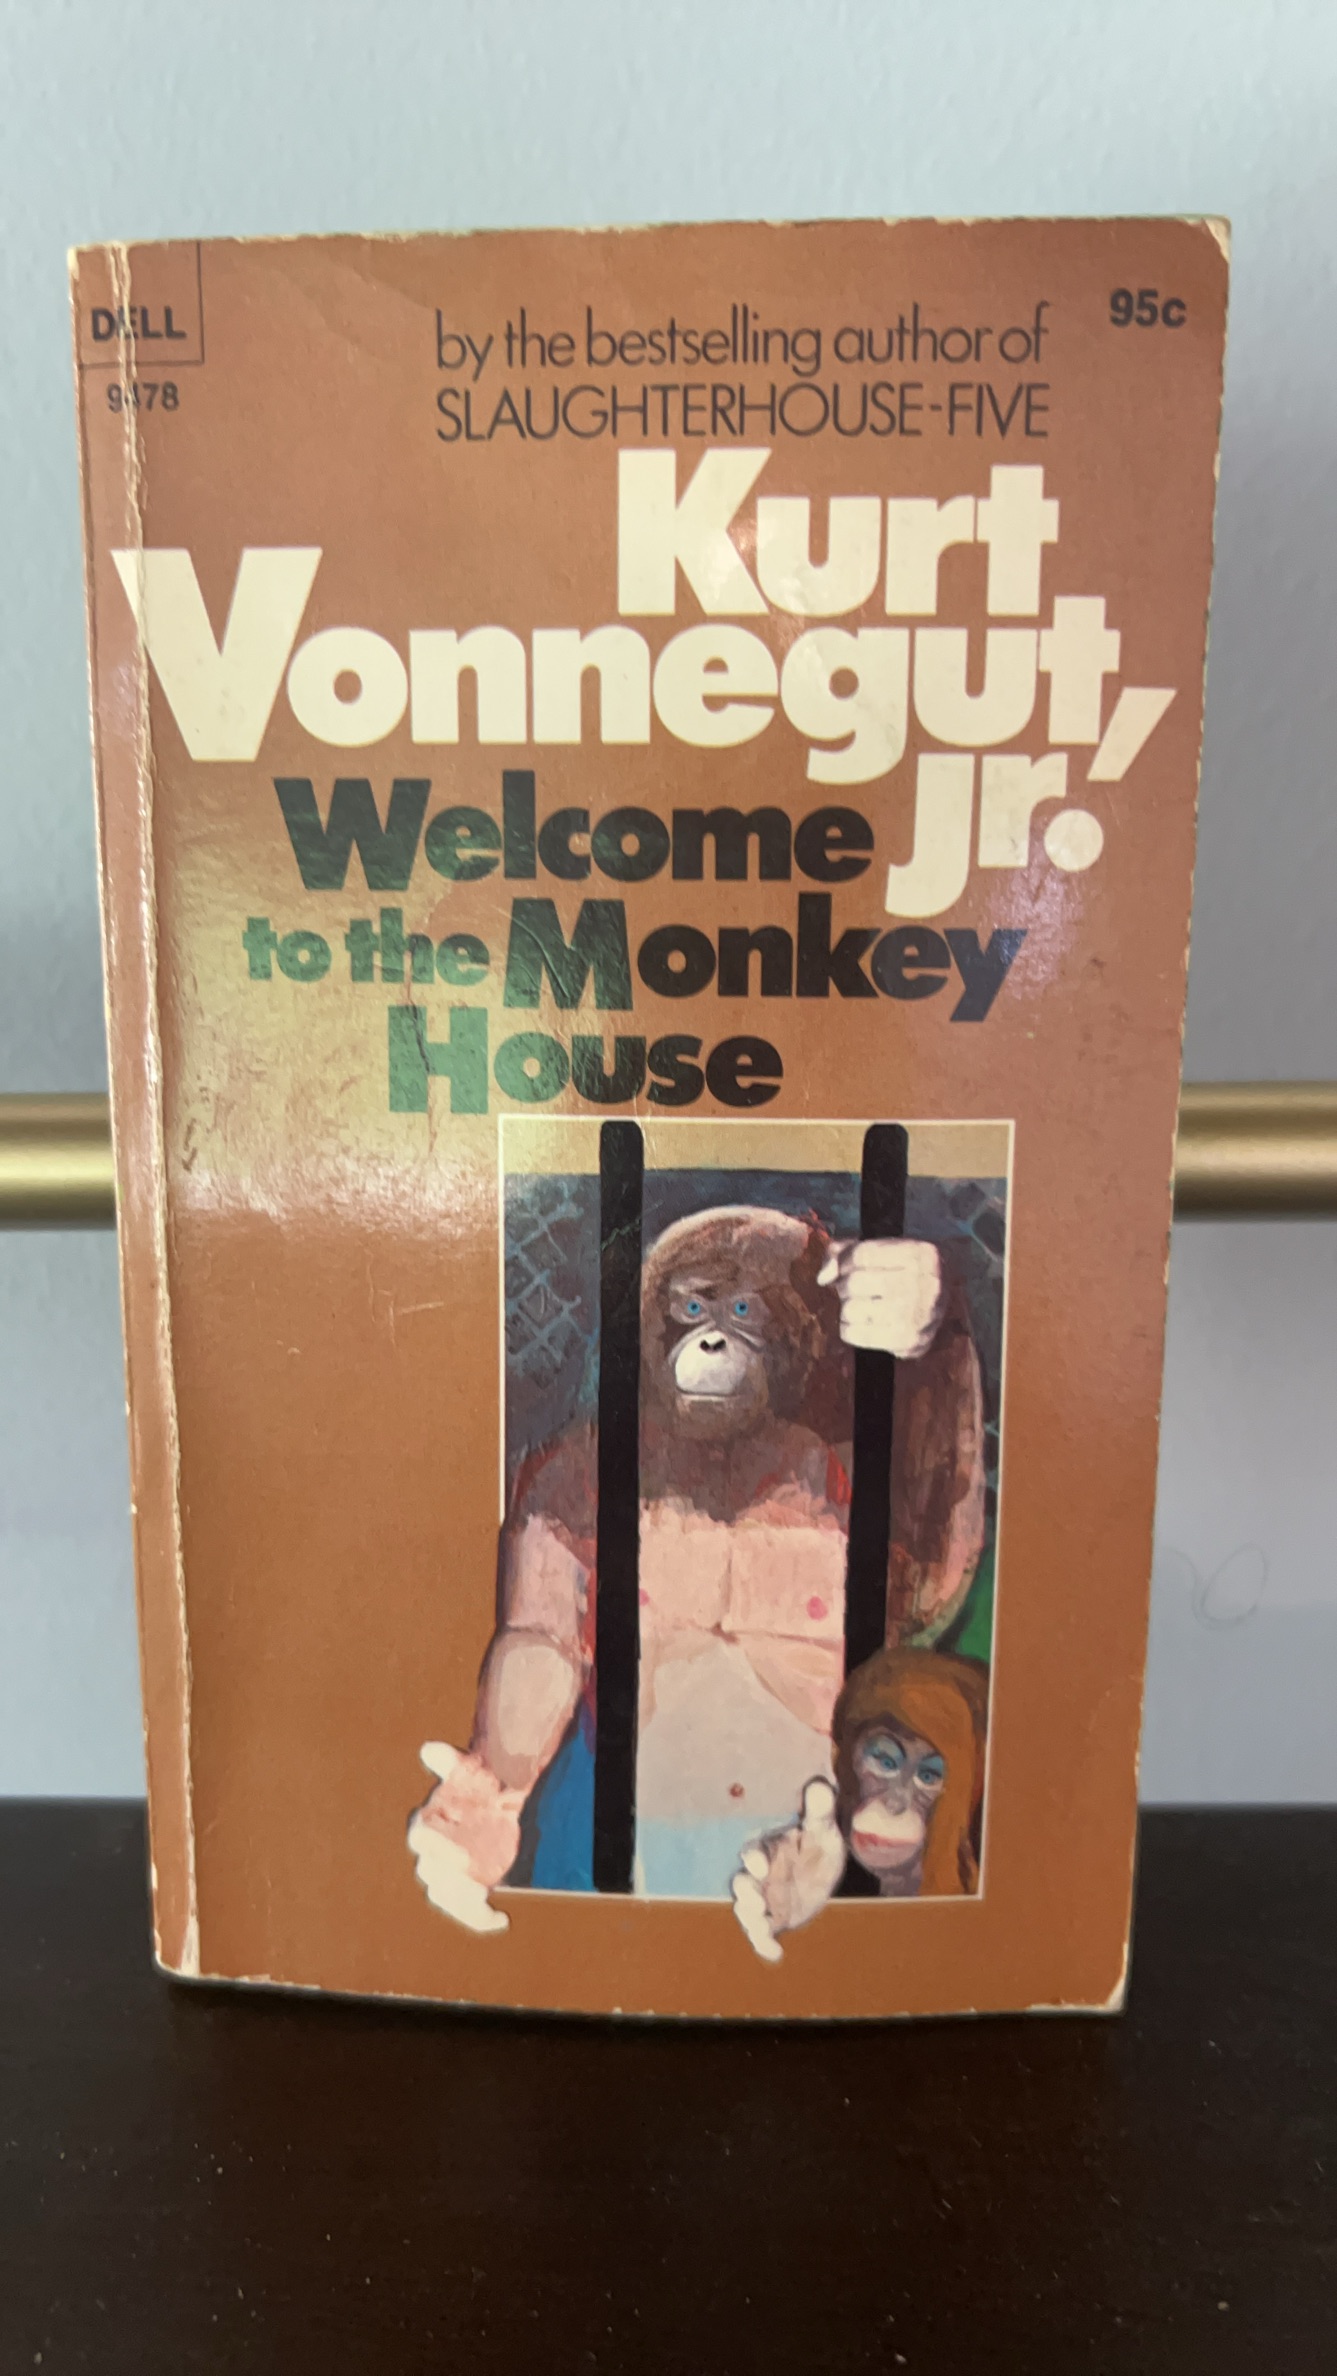 DELL
9478
95c
by the bestselling author of
SLAUGHTERHOUSE-FIVE
Kurt
Vonnegut,
jr.
Welcome
to the Monkey
House